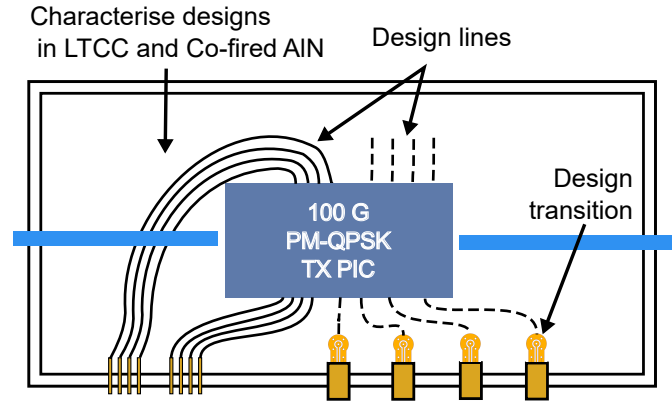 Characterise designs
in LTCC and Co-fired AlN
Design lines
100 G
PM-QPSK
TX PIC
Design
transition